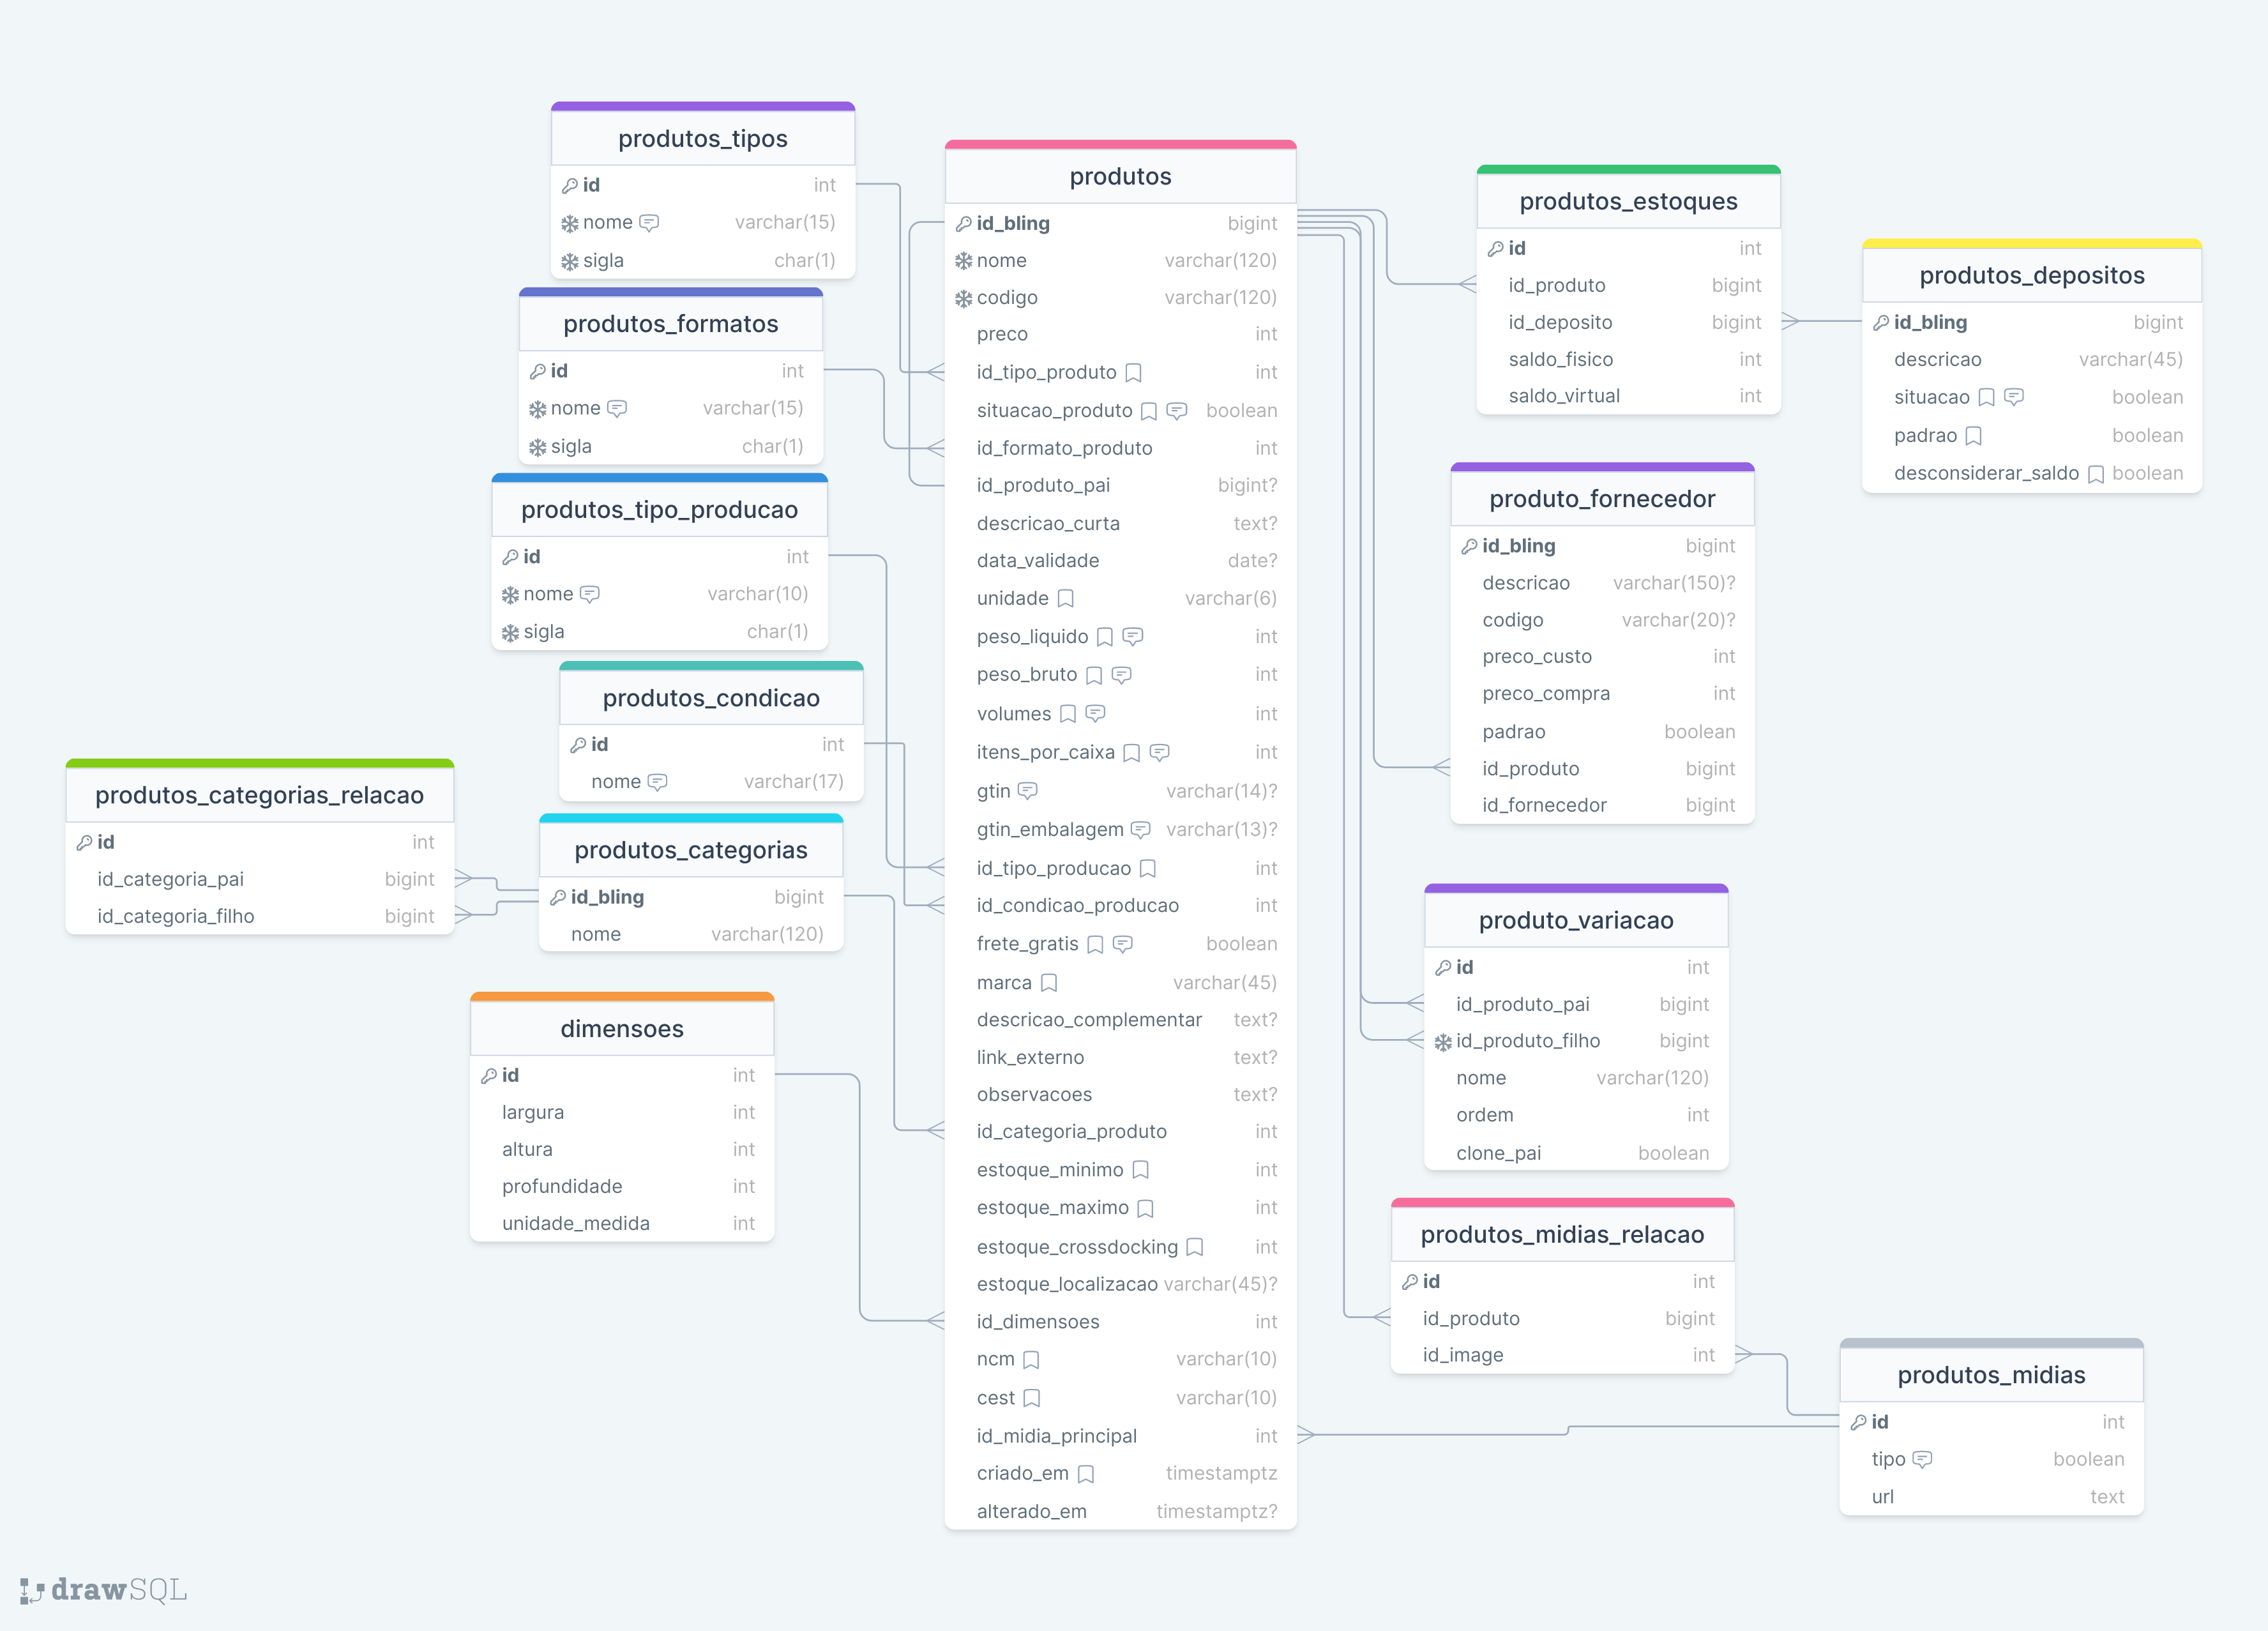 produtos_tipos
id int
nome varchar(15)
sigla char(1)
produtos_formatos
id int
nome varchar(15)
sigla char(1)
produtos_tipo_producao
id int
nome varchar(10)
sigla char(1)
produtos_condicao
id int
nome varchar(17)
produtos_categorias_relacao
id int
id_categoria_pai bigint
id_categoria_filho bigint
produtos_categorias
id_bling bigint
nome varchar(120)
dimensoes
id int
largura int
altura int
profundidade int
unidade_medida int
produtos
id_bling bigint
nome varchar(120)
codigo varchar(120)
preco int
id_tipo_produto int
situacao_produto boolean
id_formato_produto int
id_produto_pai bigint?
descricao_curta text?
data_validade date?
unidade varchar(6)
peso_liquido int
peso_bruto int
volumes int
itens_por_caixa int
gtin varchar(14)?
gtin_embalagem varchar(13)?
id_tipo_producao int
id_condicao_producao int
frete_gratis boolean
marca varchar(45)
descricao_complementar text?
link_externo text?
observacoes text?
id_categoria_produto int
estoque_minimo int
estoque_maximo int
estoque_crossdocking int
estoque_localizacao varchar(45)?
id_dimensoes int
ncm varchar(10)
cest varchar(10)
id_midia_principal int
criado_em timestamptz
alterado_em timestamptz?
produtos_estoques
id int
id_produto bigint
id_deposito bigint
saldo_fisico int
saldo_virtual int
produtos_depositos
id_bling bigint
descricao varchar(45)
situacao boolean
padrao boolean
desconsiderar_saldo boolean
produto_fornecedor
id_bling bigint
descricao varchar(150)?
codigo varchar(20)?
preco_custo int
preco_compra int
padrao boolean
id_produto bigint
id_fornecedor bigint
produto_variacao
id int
id_produto_pai bigint
id_produto_filho bigint
nome varchar(120)
ordem int
clone_pai boolean
produtos_midias_relacao
id int
id_produto bigint
id_image int
produtos_midias
id int
tipo boolean
url text
drawSQL